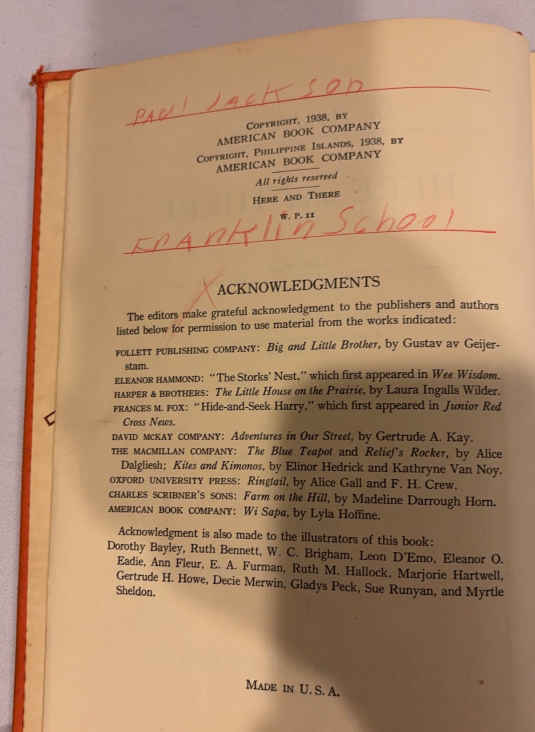 Paul Jackson
COPYRIGHT, 1938, BY
AMERICAN BOOK COMPANY
COPYRIGHT, PHILIPPINE ISLANDS, 1938, BY
AMERICAN BOOK COMPANY
All rights reserved
HERE AND THERE
W. P. 11
Franklin School
X
ACKNOWLEDGMENTS
The editors make grateful acknowledgment to the publishers and authors
listed below for permission to use material from the works indicated:
FOLLETT PUBLISHING COMPANY: Big and Little Brother, by Gustav av Geijer-
stam.
ELEANOR HAMMOND: "The Storks' Nest," which first appeared in Wee Wisdom.
HARPER & BROTHERS: The Little House on the Prairie, by Laura Ingalls Wilder.
FRANCES M. FOX: "Hide-and-Seek Harry," which first appeared in Junior Red
Cross News.
DAVID MCKAY COMPANY: Adventures in Our Street, by Gertrude A. Kay.
THE MACMILLAN COMPANY: The Blue Teapot and Relief's Rocker, by Alice
Dalgliesh; Kites and Kimonos, by Elinor Hedrick and Kathryne Van Noy.
OXFORD UNIVERSITY PRESS: Ringtail, by Alice Gall and F. H. Crew.
CHARLES SCRIBNER'S SONS: Farm on the Hill, by Madeline Darrough Horn.
AMERICAN BOOK COMPANY: Wi Sapa, by Lyla Hoffine.
Acknowledgment is also made to the illustrators of this book:
Dorothy Bayley, Ruth Bennett, W. C. Brigham, Leon D'Emo, Eleanor O.
Eadie, Ann Fleur, E. A. Furman, Ruth M. Hallock, Marjorie Hartwell,
Gertrude H. Howe, Decie Merwin, Gladys Peck, Sue Runyan, and Myrtle
Sheldon.
MADE IN U. S. A.